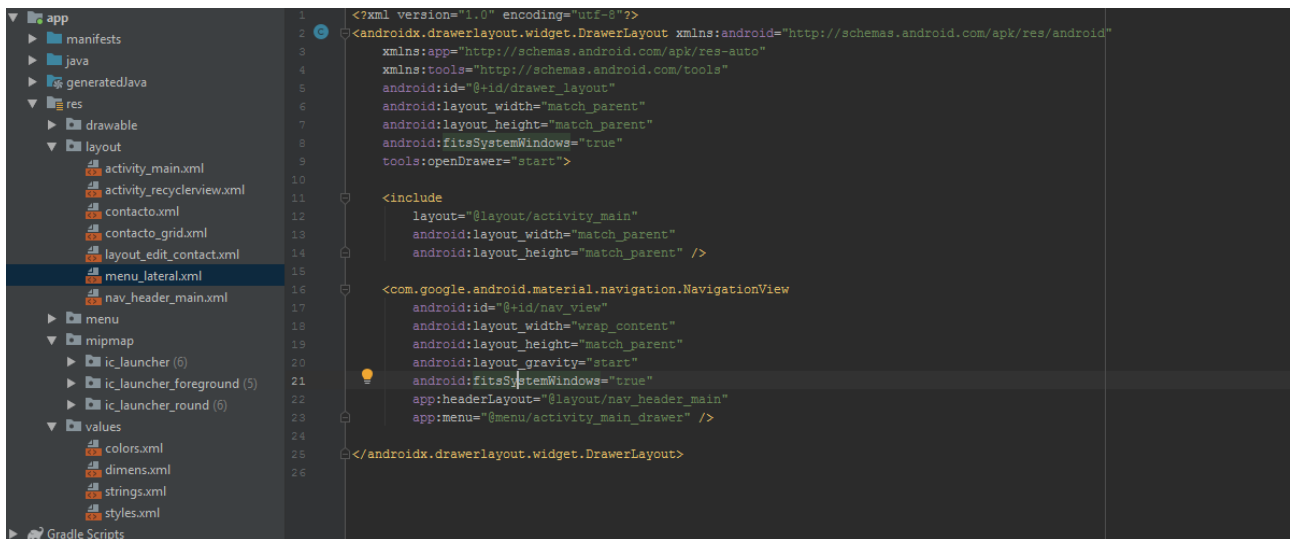 app
manifests
java
generatedJava
res
drawable
layout
activity_main.xml
activity_recyclerview.xml
contacto.xml
contacto_grid.xml
layout_edit_contact.xml
menu_lateral.xml
nav_header_main.xml
menu
mipmap
ic_launcher (6)
ic_launcher_foreground (5)
ic_launcher_round (6)
values
colors.xml
dimens.xml
strings.xml
styles.xml
Gradle Scripts
1 <?xml version="1.0" encoding="utf-8"?>
2 C <androidx.drawerlayout.widget.DrawerLayout xmlns:android="http://schemas.android.com/apk/res/android"
3 xmlns:app="http://schemas.android.com/apk/res-auto"
4 xmlns:tools="http://schemas.android.com/tools"
5 android:id="@+id/drawer_layout"
6 android:layout_width="match_parent"
7 android:layout_height="match_parent"
8 android:fitsSystemWindows="true"
9 tools:openDrawer="start">
10
11 <include
12 layout="@layout/activity_main"
13 android:layout_width="match_parent"
14 android:layout_height="match_parent" />
15
16 <com.google.android.material.navigation.NavigationView
17 android:id="@+id/nav_view"
18 android:layout_width="wrap_content"
19 android:layout_height="match_parent"
20 android:layout_gravity="start"
21 android:fitsSystemWindows="true"
22 app:headerLayout="@layout/nav_header_main"
23 app:menu="@menu/activity_main_drawer" />
24
25 </androidx.drawerlayout.widget.DrawerLayout>
26